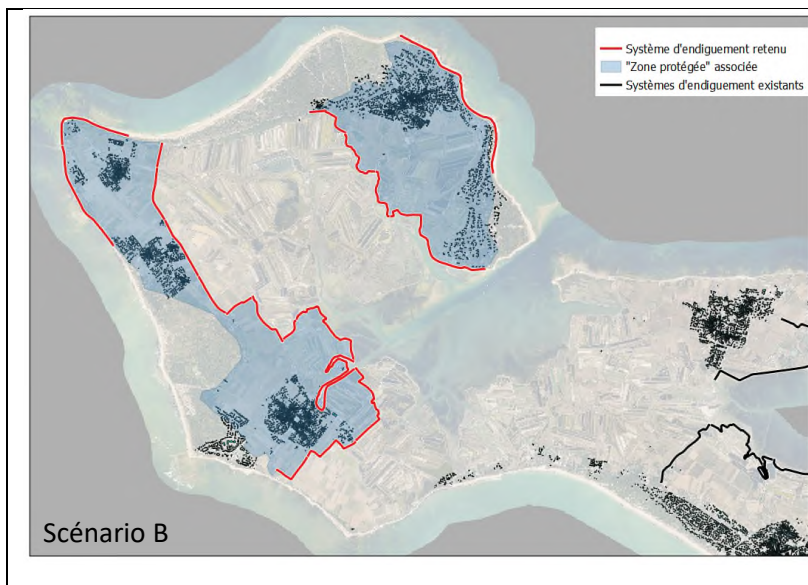 Système d'endiguement retenu
"Zone protégée" associée
Systèmes d'endiguement existants
Scénario B